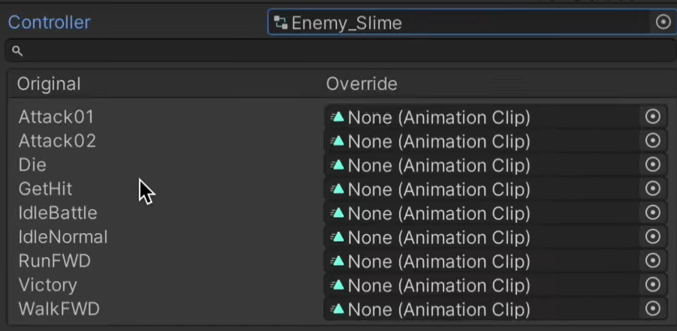 Controller Enemy_Slime
Original Override
Attack01 None (Animation Clip)
Attack02 None (Animation Clip)
Die None (Animation Clip)
GetHit None (Animation Clip)
IdleBattle None (Animation Clip)
IdleNormal None (Animation Clip)
RunFWD None (Animation Clip)
Victory None (Animation Clip)
WalkFWD None (Animation Clip)